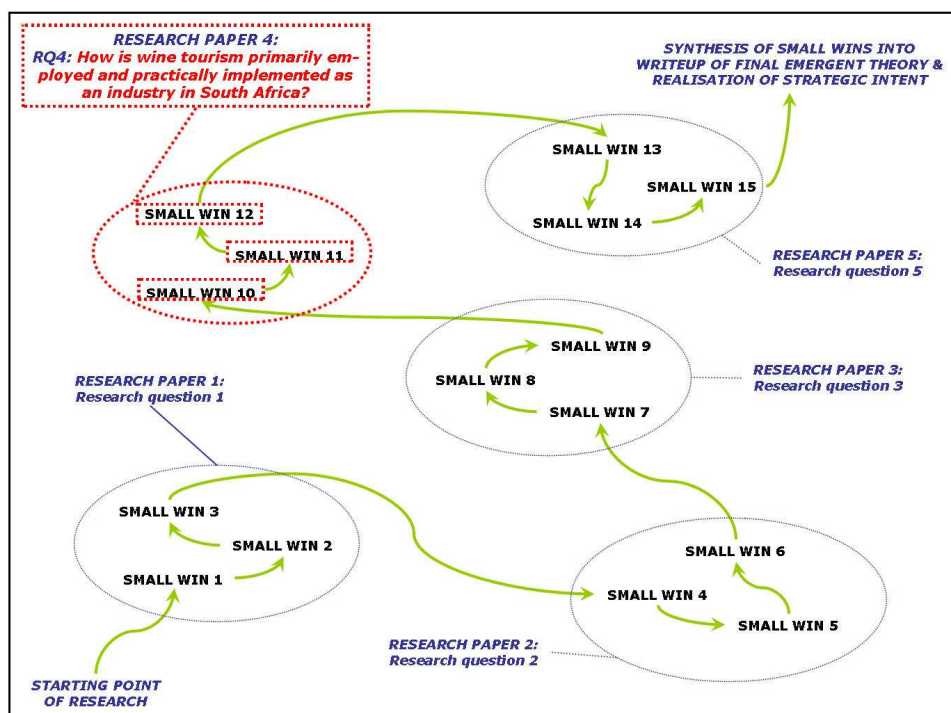 RESEARCH PAPER 4:
RQ4: How is wine tourism primarily em-
ployed and practically implemented as
an industry in South Africa?
SYNTHESIS OF SMALL WINS INTO
WRITEUP OF FINAL EMERGENT THEORY &
REALISATION OF STRATEGIC INTENT
SMALL WIN 13
SMALL WIN 15
SMALL WIN 14
SMALL WIN 12
SMALL WIN 11
SMALL WIN 10
RESEARCH PAPER 5:
Research question 5
SMALL WIN 9
SMALL WIN 8
SMALL WIN 7
RESEARCH PAPER 3:
Research question 3
RESEARCH PAPER 1:
Research question 1
SMALL WIN 3
SMALL WIN 2
SMALL WIN 1
SMALL WIN 6
SMALL WIN 4
SMALL WIN 5
RESEARCH PAPER 2:
Research question 2
STARTING POINT
OF RESEARCH